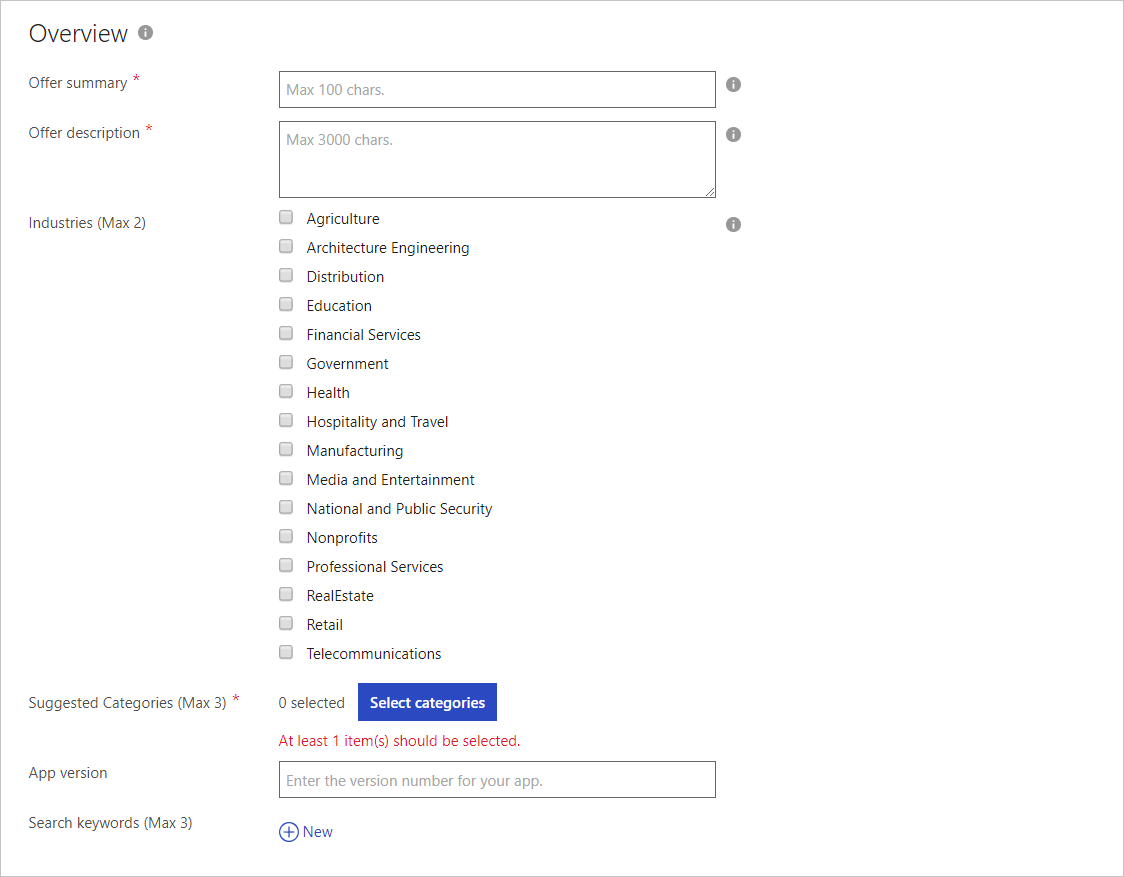 Overview
Offer summary *
Max 100 chars.
Offer description *
Max 3000 chars.
Industries (Max 2)
Agriculture
Architecture Engineering
Distribution
Education
Financial Services
Government
Health
Hospitality and Travel
Manufacturing
Media and Entertainment
National and Public Security
Nonprofits
Professional Services
RealEstate
Retail
Telecommunications
Suggested Categories (Max 3) *
0 selected
Select categories
At least 1 item(s) should be selected.
App version
Enter the version number for your app.
Search keywords (Max 3)
New